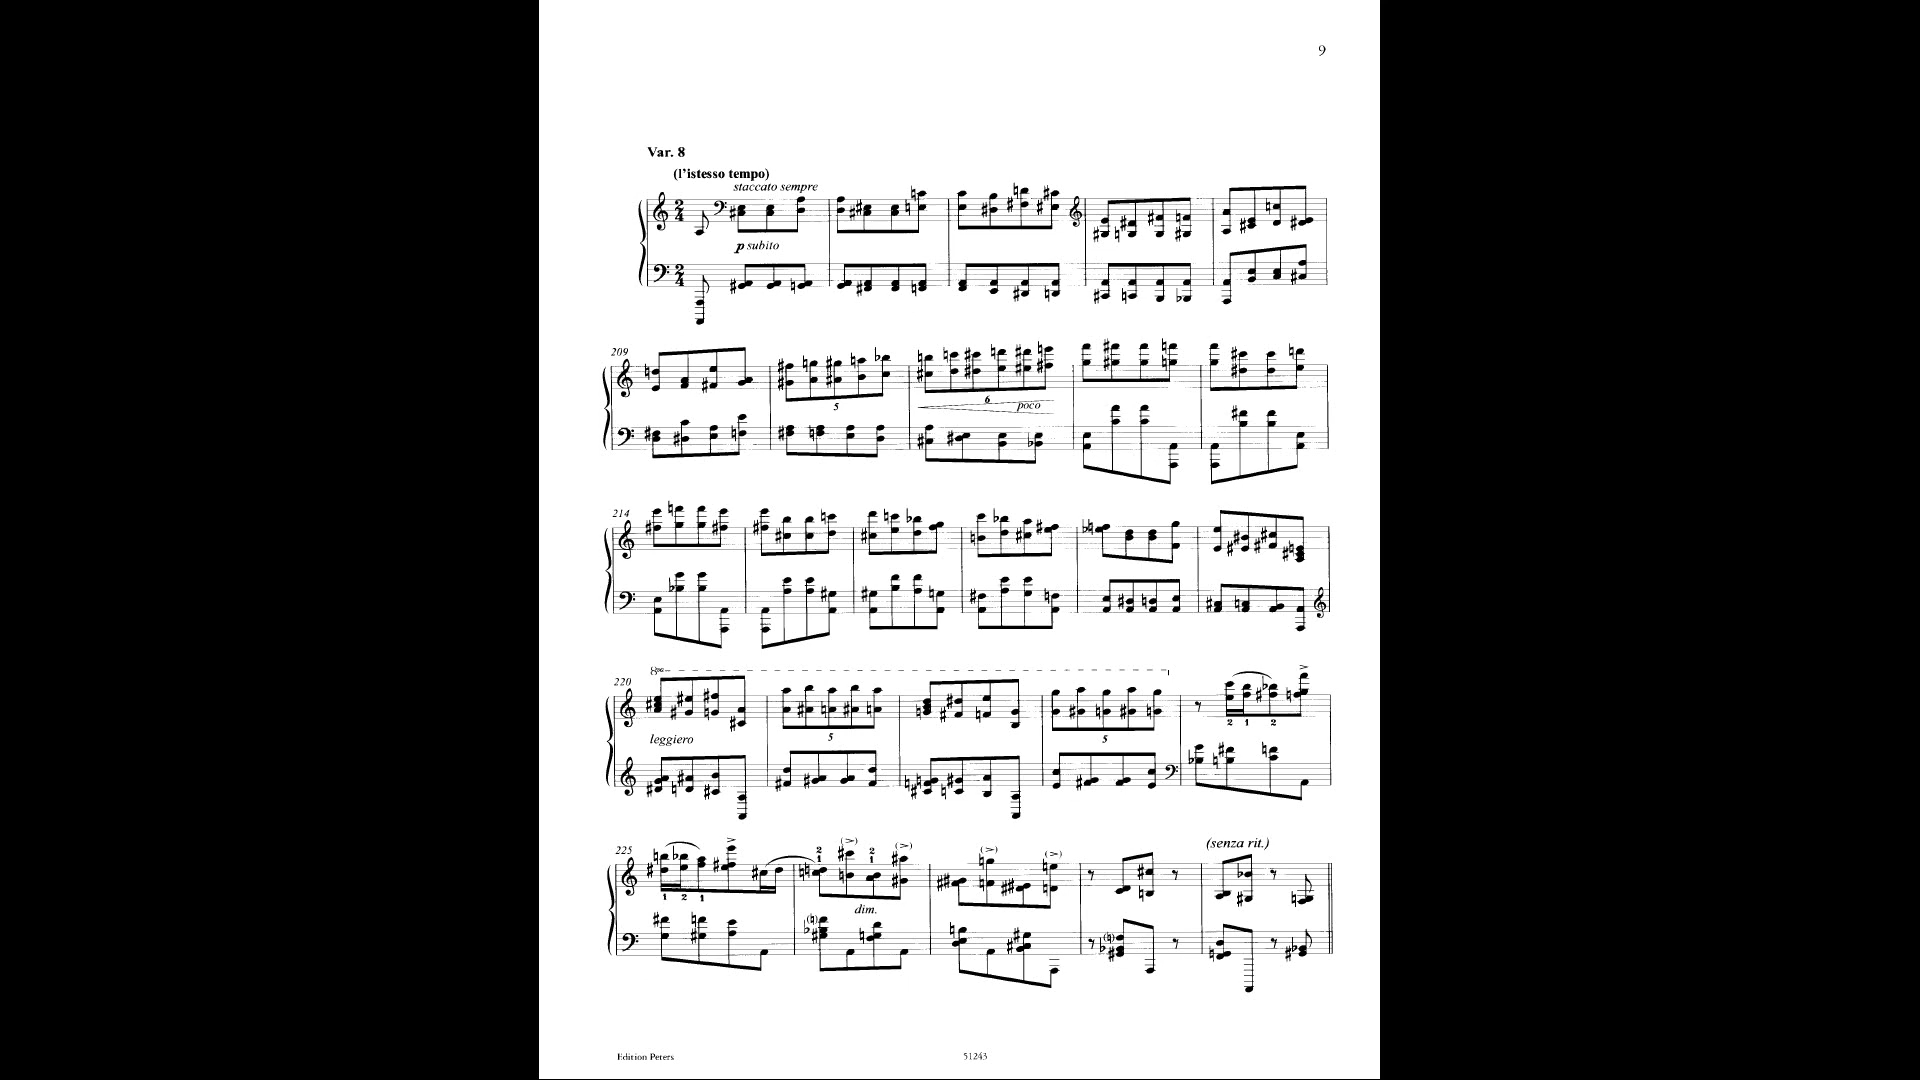 9
Var. 8
(l'istesso tempo)
staccato sempre
p subito
209
5
6
poco
214
8va
220
leggiero
5
5
2 1 2
225
2 2
1 1
(senza rit.)
1 2 1
dim.
Edition Peters 51243